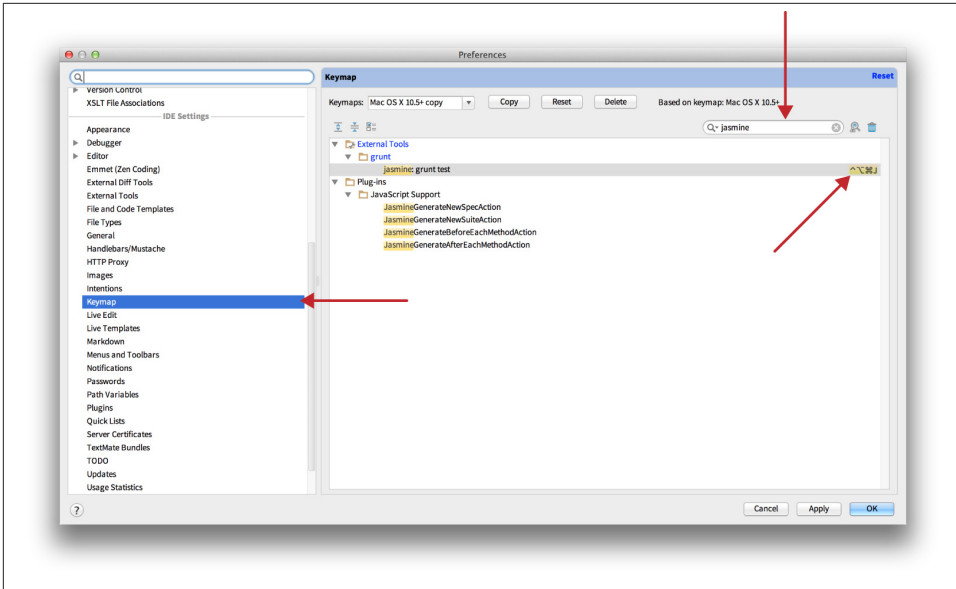 Preferences
Version Control
XSLT File Associations
IDE Settings
Appearance
Debugger
Editor
Emmet (Zen Coding)
External Diff Tools
External Tools
File and Code Templates
File Types
General
Handlebars/Mustache
HTTP Proxy
Images
Intentions
Keymap
Live Edit
Live Templates
Markdown
Menus and Toolbars
Notifications
Passwords
Path Variables
Plugins
Quick Lists
Server Certificates
TextMate Bundles
TODO
Updates
Usage Statistics
Keymap Reset
Keymaps: Mac OS X 10.5+ copy Copy Reset Delete Based on keymap: Mac OS X 10.5+
jasmine
External Tools
grunt
jasmine: grunt test ^⌥⌘J
Plug-ins
JavaScript Support
JasmineGenerateNewSpecAction
JasmineGenerateNewSuiteAction
JasmineGenerateBeforeEachMethodAction
JasmineGenerateAfterEachMethodAction
? Cancel Apply OK